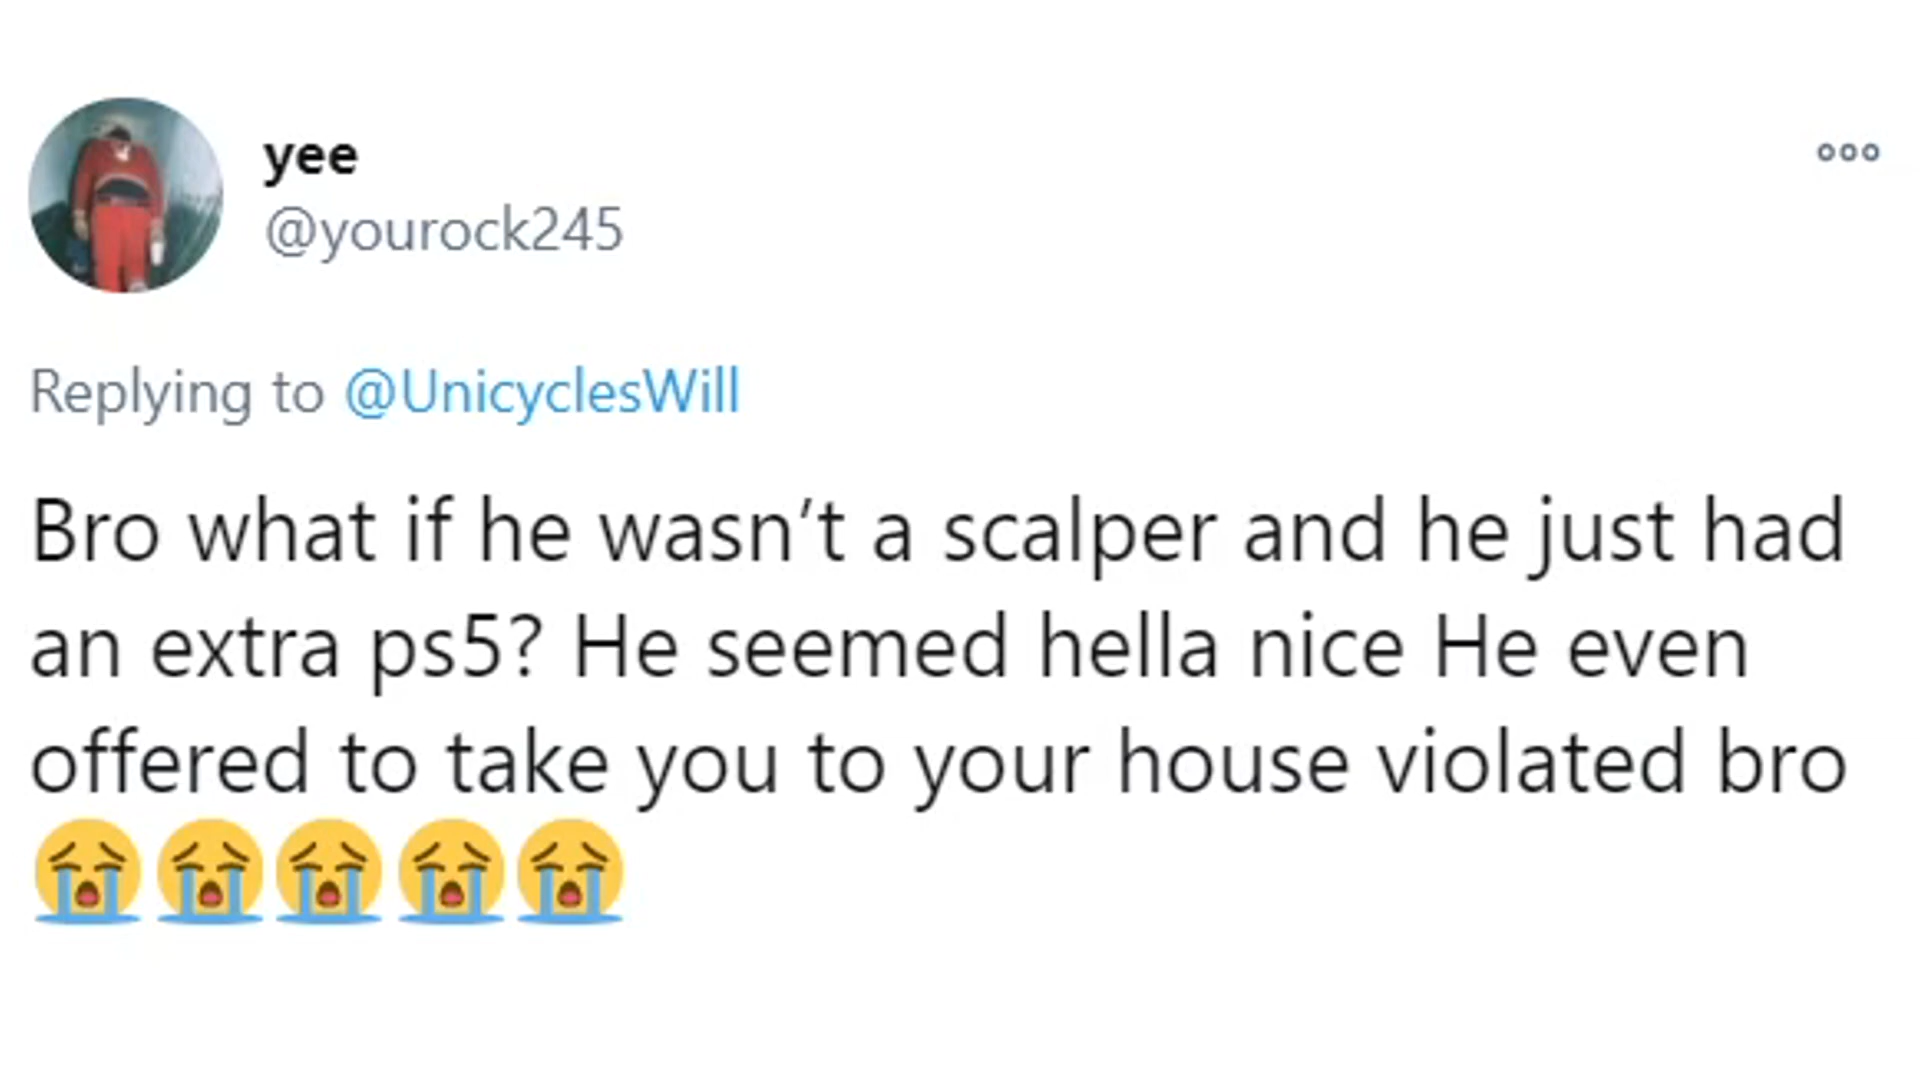 yee
@yourock245
Replying to @UnicyclesWill
Bro what if he wasn’t a scalper and he just had
an extra ps5? He seemed hella nice He even
offered to take you to your house violated bro
😭😭😭😭😭